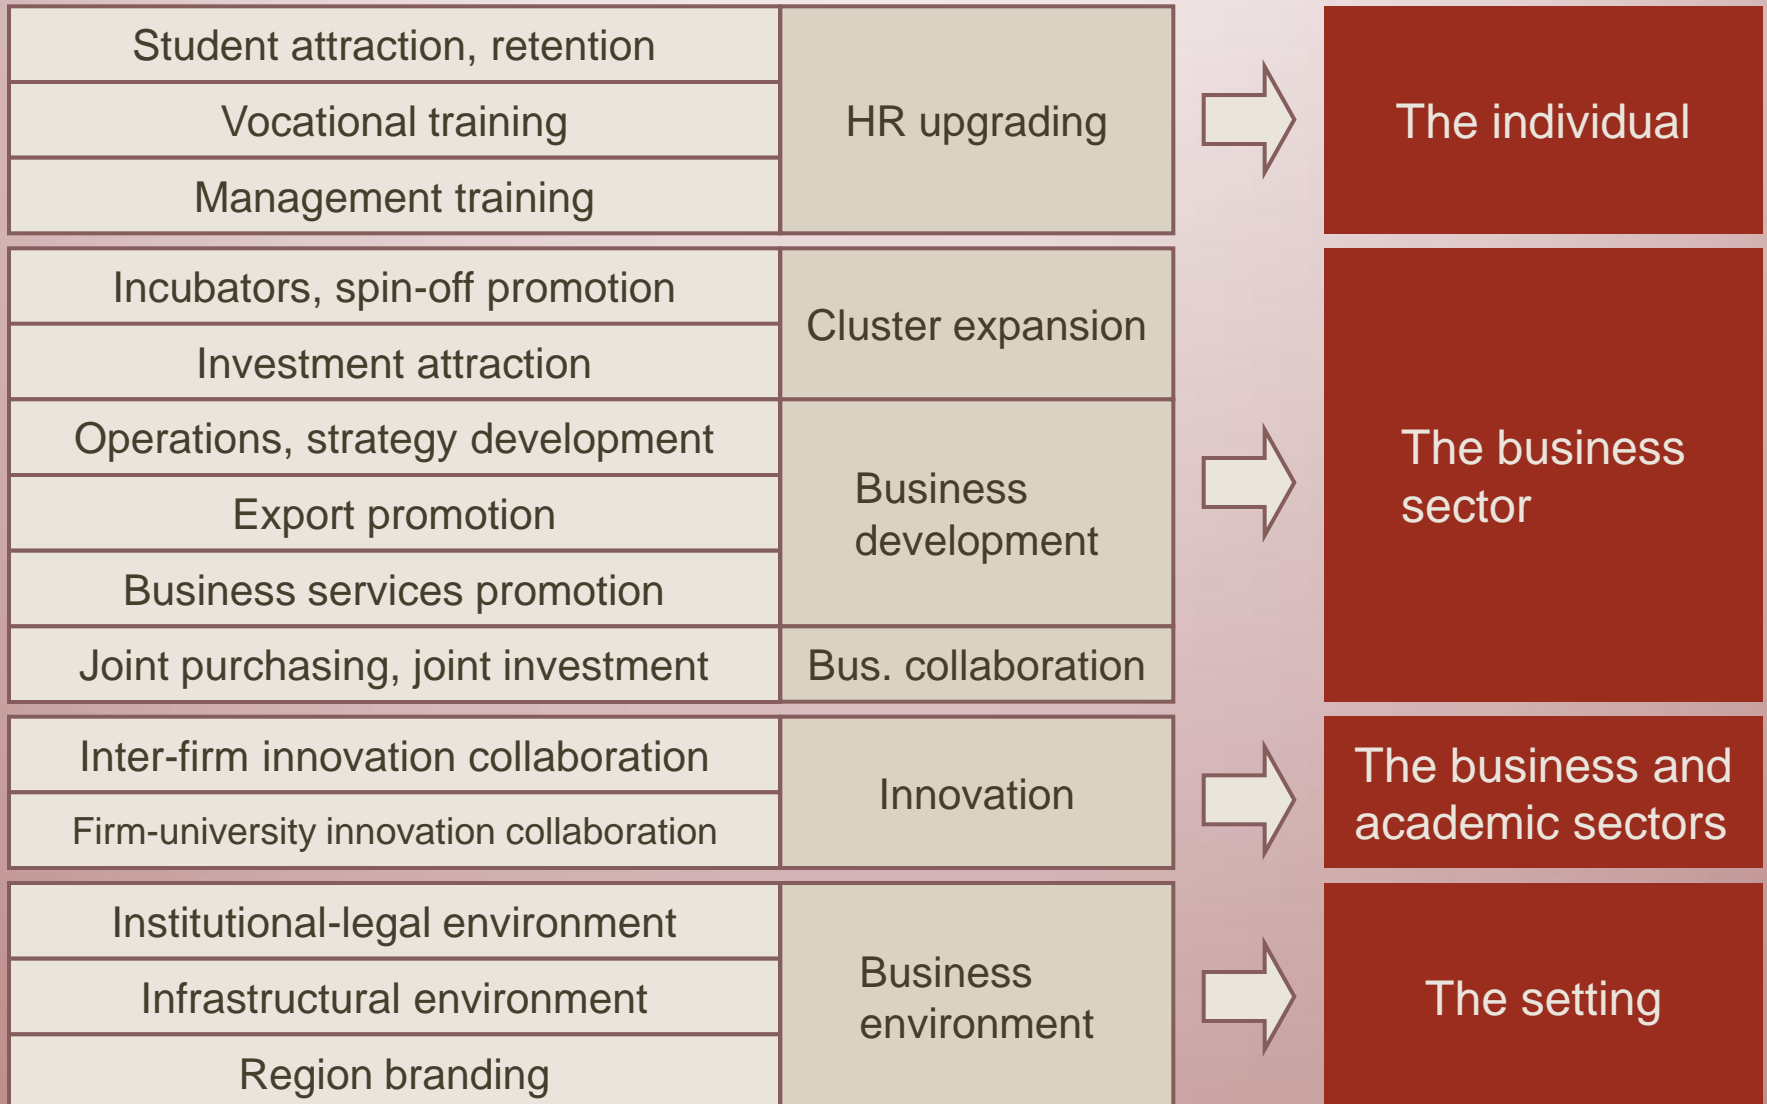 Student attraction, retention
Vocational training
Management training
HR upgrading
The individual
Incubators, spin-off promotion
Investment attraction
Cluster expansion
Operations, strategy development
Export promotion
Business services promotion
Business
development
Joint purchasing, joint investment
Bus. collaboration
The business
sector
Inter-firm innovation collaboration
Firm-university innovation collaboration
Innovation
The business and
academic sectors
Institutional-legal environment
Infrastructural environment
Region branding
Business
environment
The setting